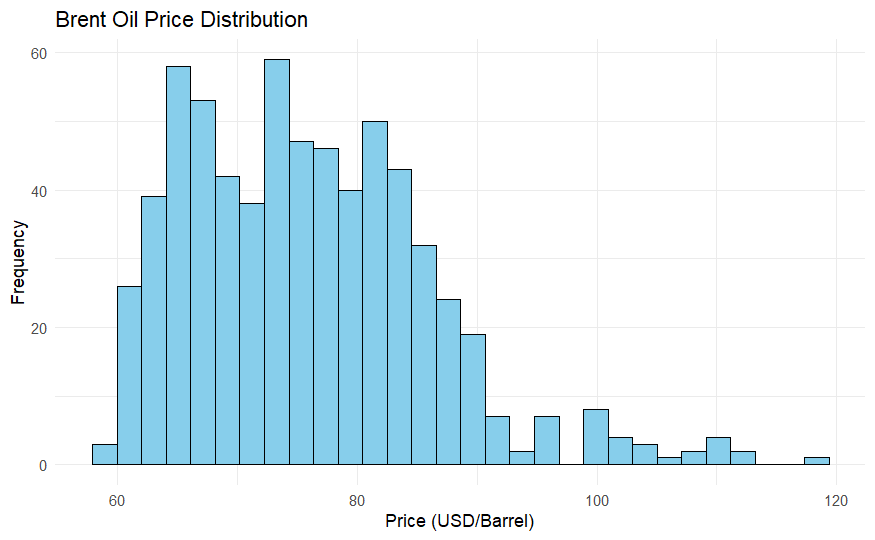 Brent Oil Price Distribution
60
40
20
0
Frequency
60 80 100 120
Price (USD/Barrel)